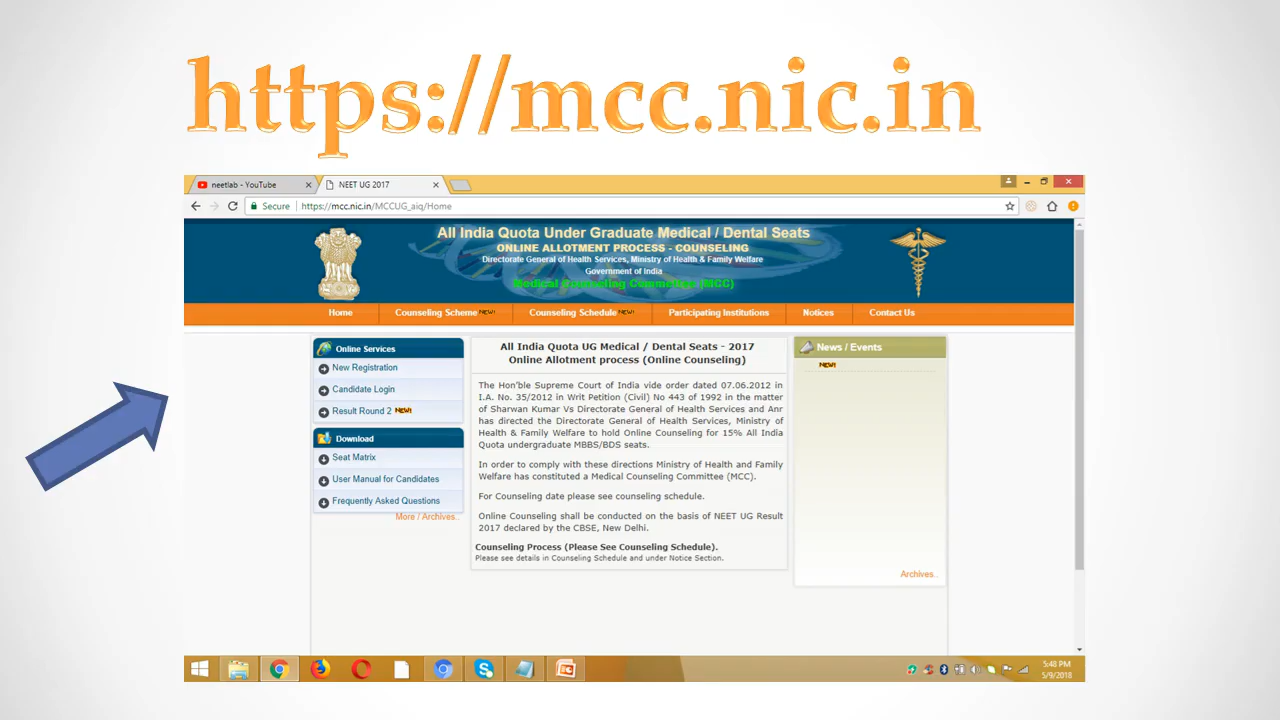 https://mcc.nic.in
neetlab - YouTube
NEET UG 2017
Secure
https://mcc.nic.in/MCCUG_aiq/Home
All India Quota Under Graduate Medical / Dental Seats
ONLINE ALLOTMENT PROCESS - COUNSELING
Directorate General of Health Services, Ministry of Health & Family Welfare
Government of India
Medical Counseling Committee (MCC)
Home
Counseling Scheme NEW!
Counseling Schedule NEW!
Participating Institutions
Notices
Contact Us
Online Services
New Registration
Candidate Login
Result Round 2 NEW!
Download
Seat Matrix
User Manual for Candidates
Frequently Asked Questions
More / Archives..
All India Quota UG Medical / Dental Seats - 2017
Online Allotment process (Online Counseling)
The Hon'ble Supreme Court of India vide order dated 07.06.2012 in
I.A. No. 35/2012 in Writ Petition (Civil) No 443 of 1992 in the matter
of Sharwan Kumar Vs Directorate General of Health Services and Anr
has directed the Directorate General of Health Services, Ministry of
Health & Family Welfare to hold Online Counseling for 15% All India
Quota undergraduate MBBS/BDS seats.
In order to comply with these directions Ministry of Health and Family
Welfare has constituted a Medical Counseling Committee (MCC).
For Counseling date please see counseling schedule.
Online Counseling shall be conducted on the basis of NEET UG Result
2017 declared by the CBSE, New Delhi.
Counseling Process (Please See Counseling Schedule).
Please see details in Counseling Schedule and under Notice Section.
News / Events
NEW!
Archives..
5:48 PM
5/9/2018